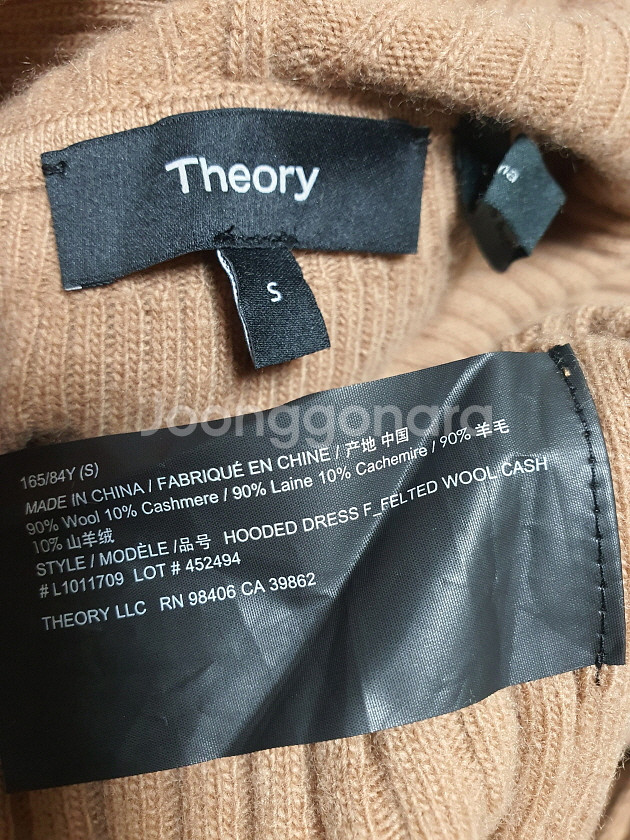 Theory
na
S
Joonggonara
165/84Y (S)
MADE IN CHINA / FABRIQUÉ EN CHINE / 产地 中国
90% Wool 10% Cashmere / 90% Laine 10% Cachemire / 90% 羊毛
10% 山羊绒
STYLE / MODÈLE /品号 HOODED DRESS F_FELTED WOOL CASH
# L1011709 LOT # 452494
THEORY LLC RN 98406 CA 39862